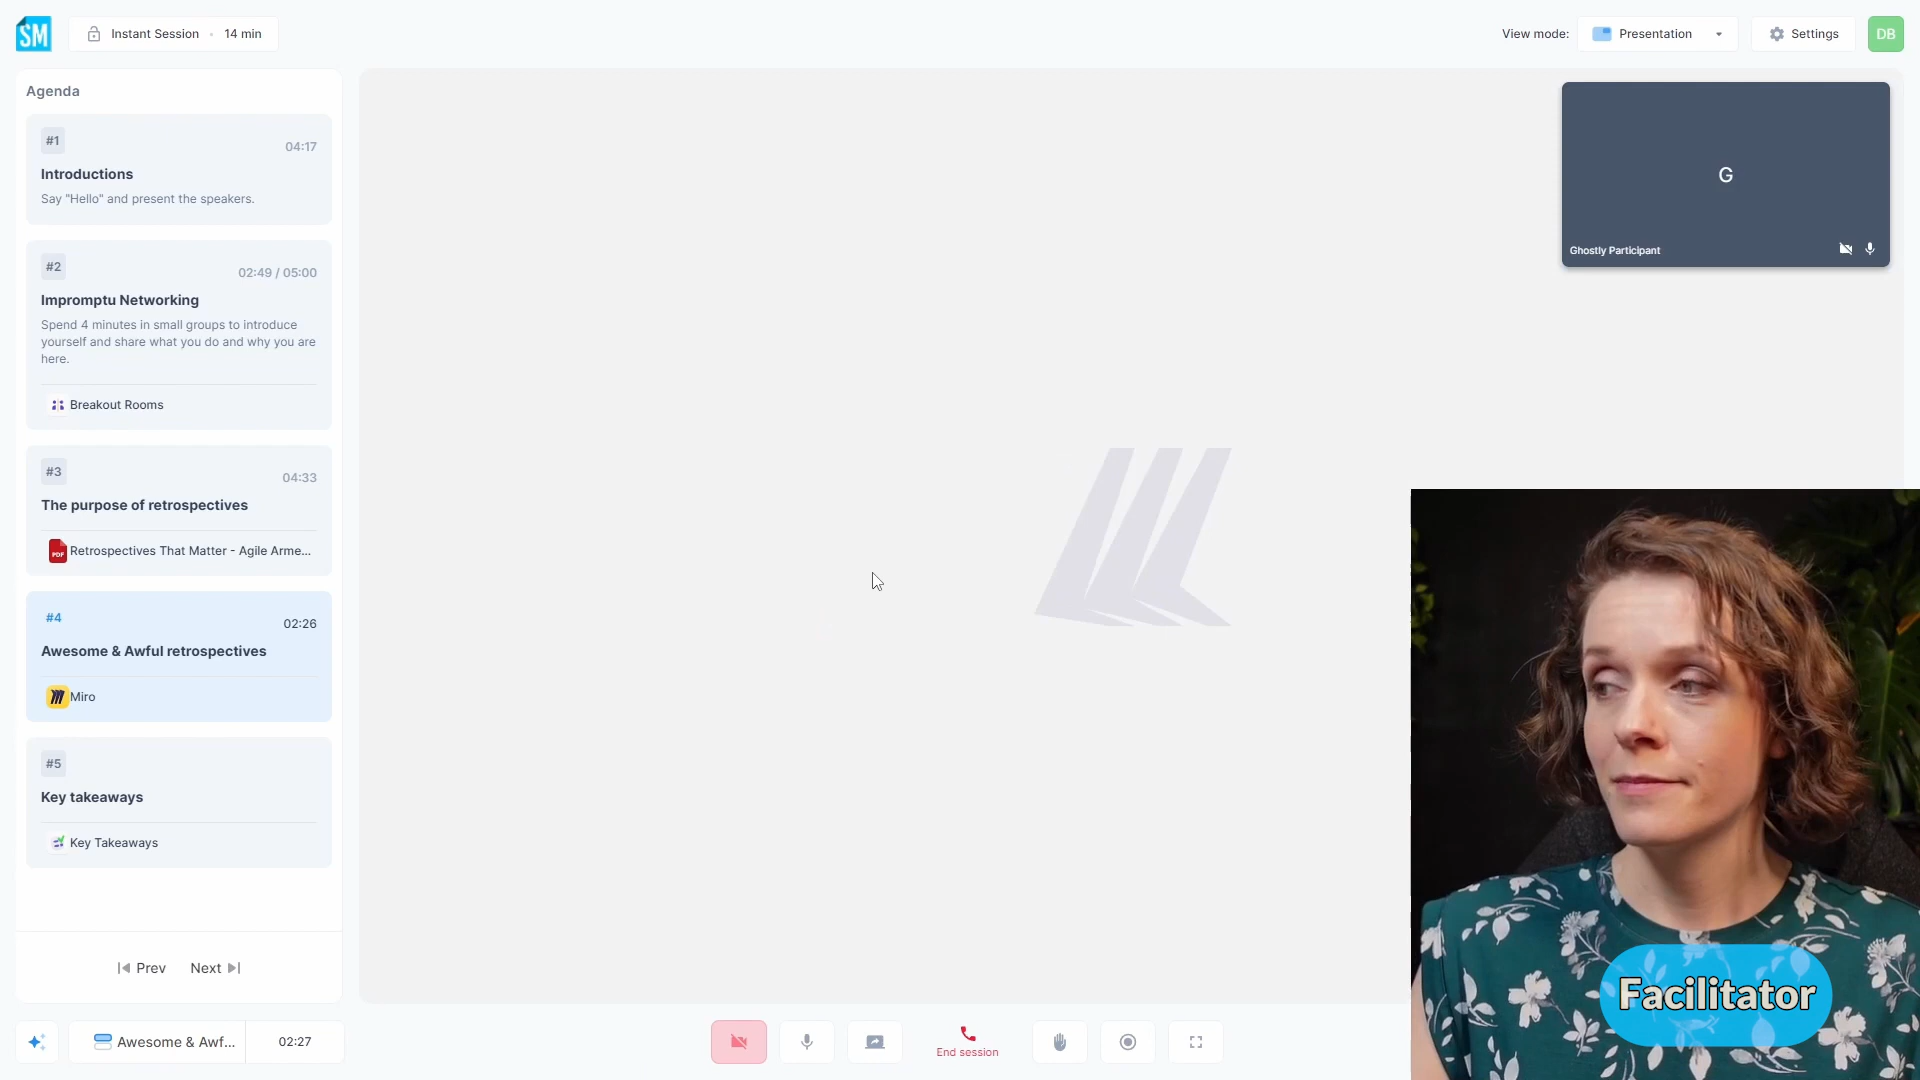 SM
Instant Session
14 min
View mode:
Presentation
Settings
DB
Agenda
#1
04:17
Introductions
Say "Hello" and present the speakers.
#2
02:49 / 05:00
Impromptu Networking
Spend 4 minutes in small groups to introduce
yourself and share what you do and why you are
here.
Breakout Rooms
#3
04:33
The purpose of retrospectives
PDF
Retrospectives That Matter - Agile Arme...
#4
02:26
Awesome & Awful retrospectives
Miro
#5
Key takeaways
Key Takeaways
Prev
Next
G
Ghostly Participant
Facilitator
Awesome & Awf...
02:27
End session